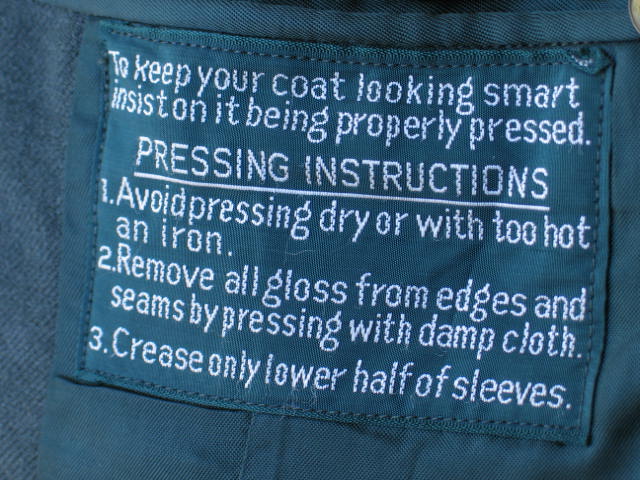 To keep your coat looking smart
insist on it being properly pressed.
PRESSING INSTRUCTIONS
1. Avoid pressing dry or with too hot
an iron.
2. Remove all gloss from edges and
seams by pressing with damp cloth.
3. Crease only lower half of sleeves.